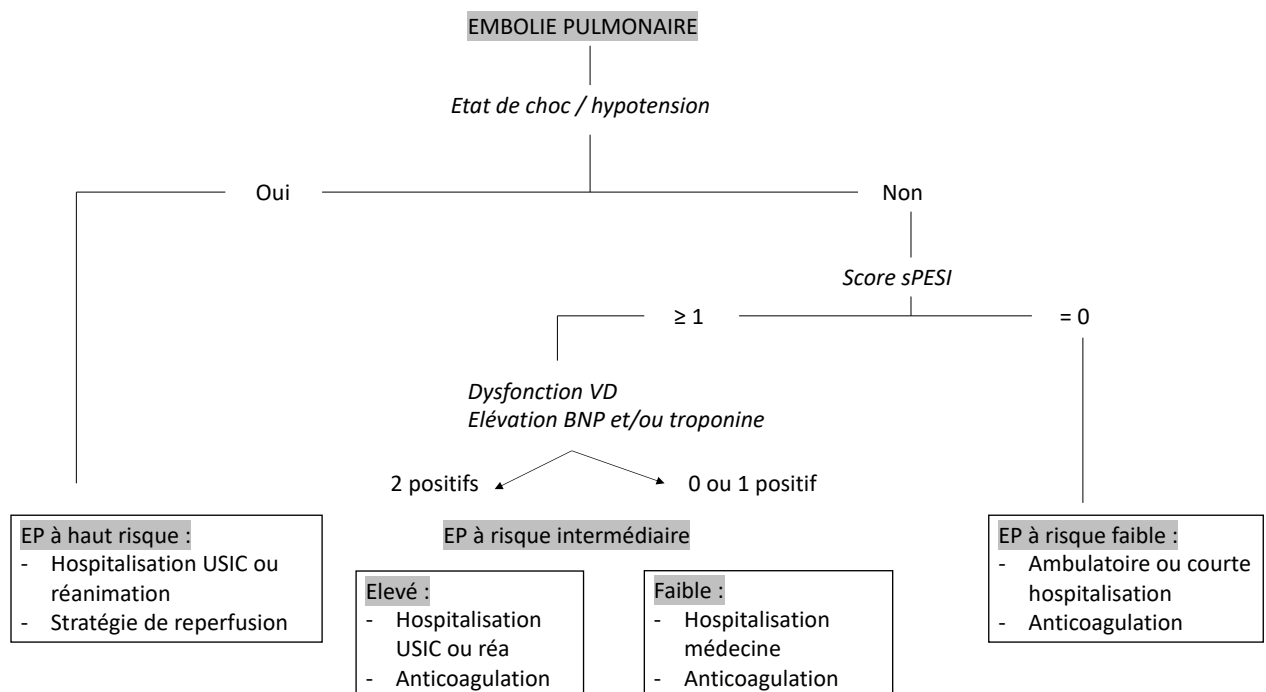 EMBOLIE PULMONAIRE
Etat de choc / hypotension
Oui
Non
Score sPESI
≥ 1
= 0
Dysfonction VD
Elévation BNP et/ou troponine
2 positifs
0 ou 1 positif
EP à haut risque :
- Hospitalisation USIC ou
réanimation
- Stratégie de reperfusion
EP à risque intermédiaire
Elevé :
- Hospitalisation
USIC ou réa
- Anticoagulation
Faible :
- Hospitalisation
médecine
- Anticoagulation
EP à risque faible :
- Ambulatoire ou courte
hospitalisation
- Anticoagulation